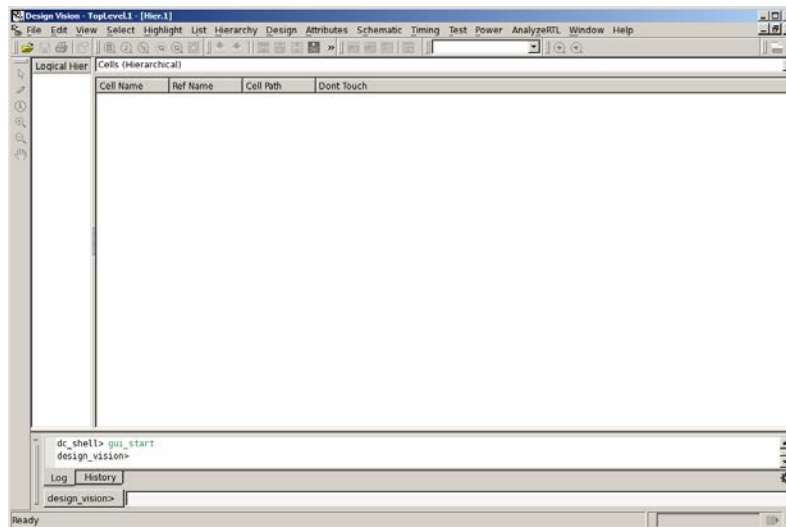 Design Vision - TopLevel.1 - [Hier.1]
File Edit View Select Highlight List Hierarchy Design Attributes Schematic Timing Test Power AnalyzeRTL Window Help
Logical Hier
Cells (Hierarchical)
Cell Name Ref Name Cell Path Dont Touch
dc_shell> gui_start
design_vision>
Log History
design_vision>
Ready